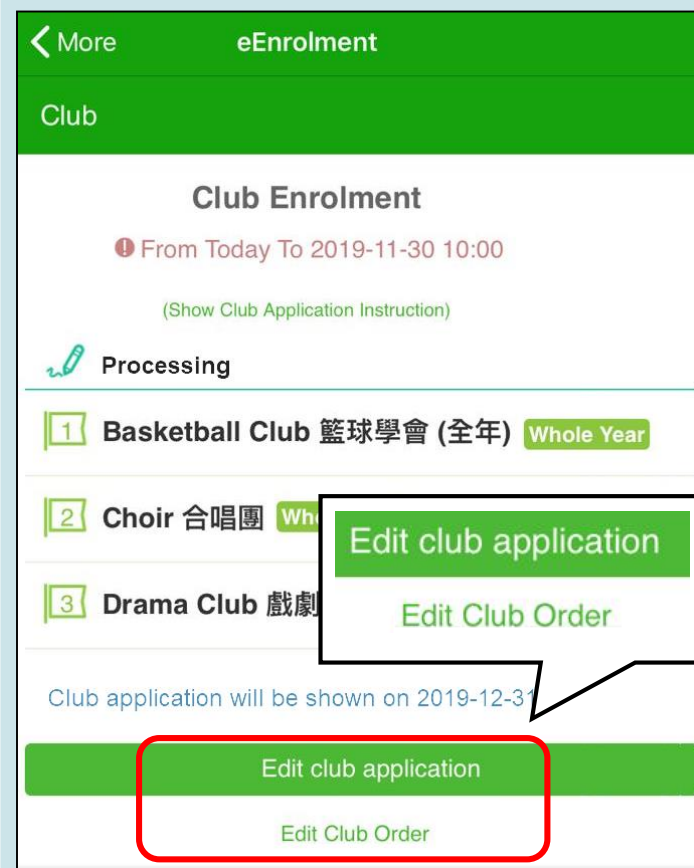 More eEnrolment
Club
Club Enrolment
From Today To 2019-11-30 10:00
(Show Club Application Instruction)
Processing
1 Basketball Club 籃球學會 (全年) Whole Year
2 Choir 合唱團
3 Drama Club 戲劇
Edit club application
Edit Club Order
Club application will be shown on 2019-12-31
Edit club application
Edit Club Order